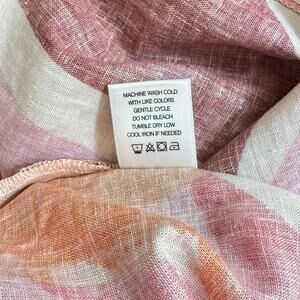 MACHINE WASH COLD
WITH LIKE COLORS
GENTLE CYCLE
DO NOT BLEACH
TUMBLE DRY LOW
COOL IRON IF NEEDED